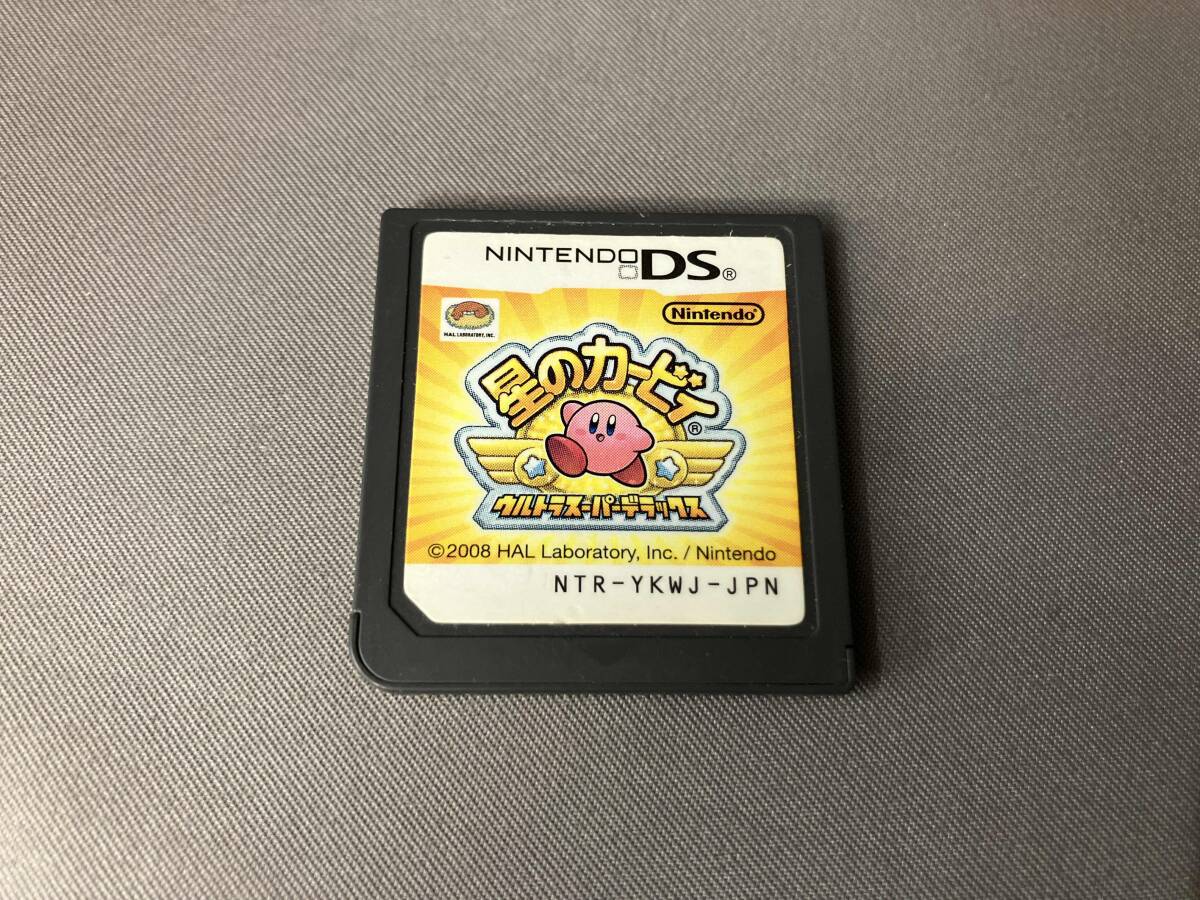 NINTENDO DS®
HAL LABORATORY, INC.
Nintendo®
星のカービィ®
ウルトラスーパーデラックス
©2008 HAL Laboratory, Inc. / Nintendo
NTR-YKWJ-JPN